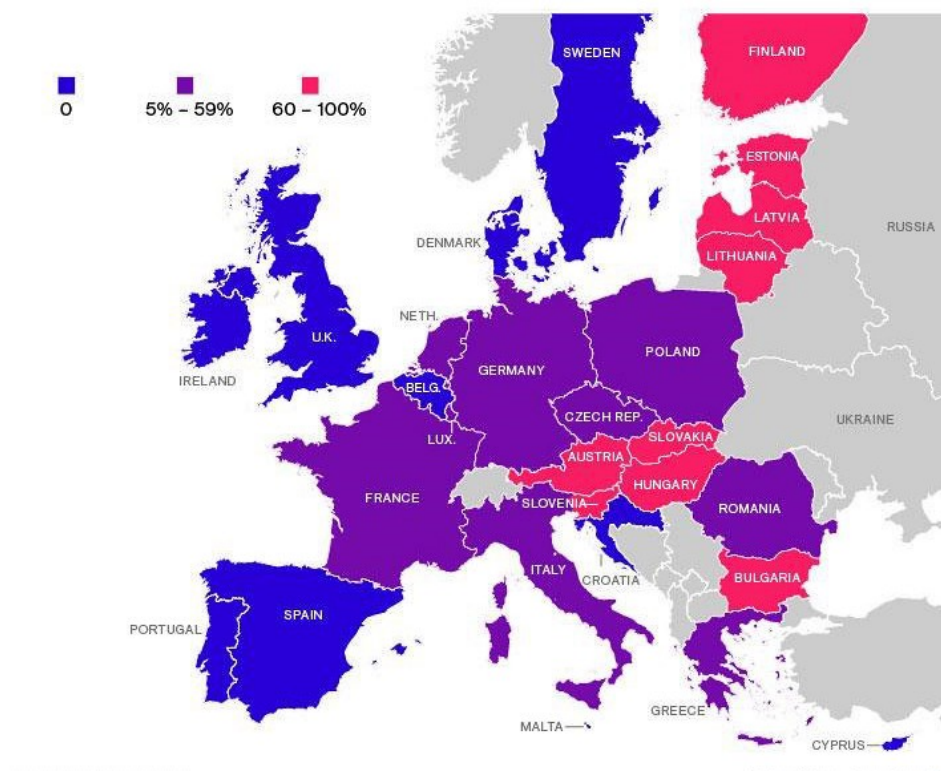 SWEDEN
FINLAND
0
5% – 59%
60 – 100%
ESTONIA
LATVIA
RUSSIA
DENMARK
LITHUANIA
NETH.
U.K.
POLAND
GERMANY
IRELAND
BELG.
CZECH REP.
UKRAINE
LUX.
SLOVAKIA
AUSTRIA
HUNGARY
FRANCE
SLOVENIA
ROMANIA
ITALY
CROATIA
BULGARIA
SPAIN
PORTUGAL
GREECE
MALTA
CYPRUS